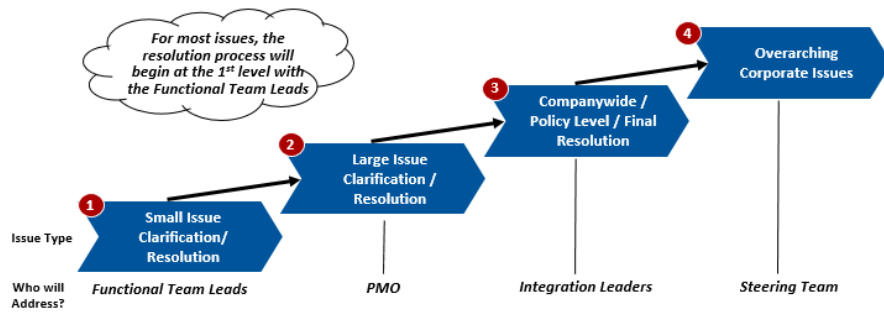 For most issues, the
resolution process will
begin at the 1st level with
the Functional Team Leads
4
Overarching
Corporate Issues
3
Companywide /
Policy Level / Final
Resolution
2
Large Issue
Clarification /
Resolution
1
Small Issue
Clarification/
Resolution
Issue Type
Who will
Address?
Functional Team Leads
PMO
Integration Leaders
Steering Team